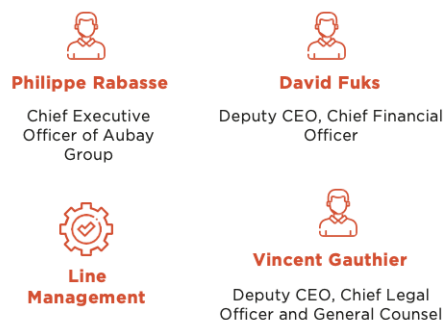 Philippe Rabasse
Chief Executive
Officer of Aubay
Group
David Fuks
Deputy CEO, Chief Financial
Officer
Line
Management
Vincent Gauthier
Deputy CEO, Chief Legal
Officer and General Counsel